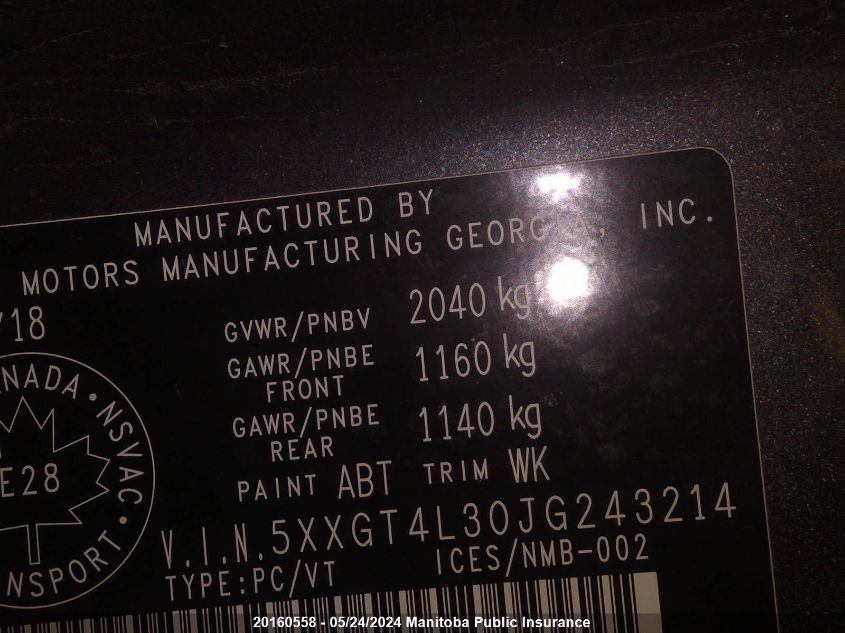 MANUFACTURED BY
MOTORS MANUFACTURING GEORGIA, INC.
/18
GVWR/PNBV 2040 kg
GAWR/PNBE FRONT 1160 kg
GAWR/PNBE REAR 1140 kg
PAINT ABT TRIM WK
V.I.N.5XXGT4L30JG243214
TYPE:PC/VT ICES/NMB-002
NADA • NSVAC •
E28
NSPORT
20160558 - 05/24/2024 Manitoba Public Insurance